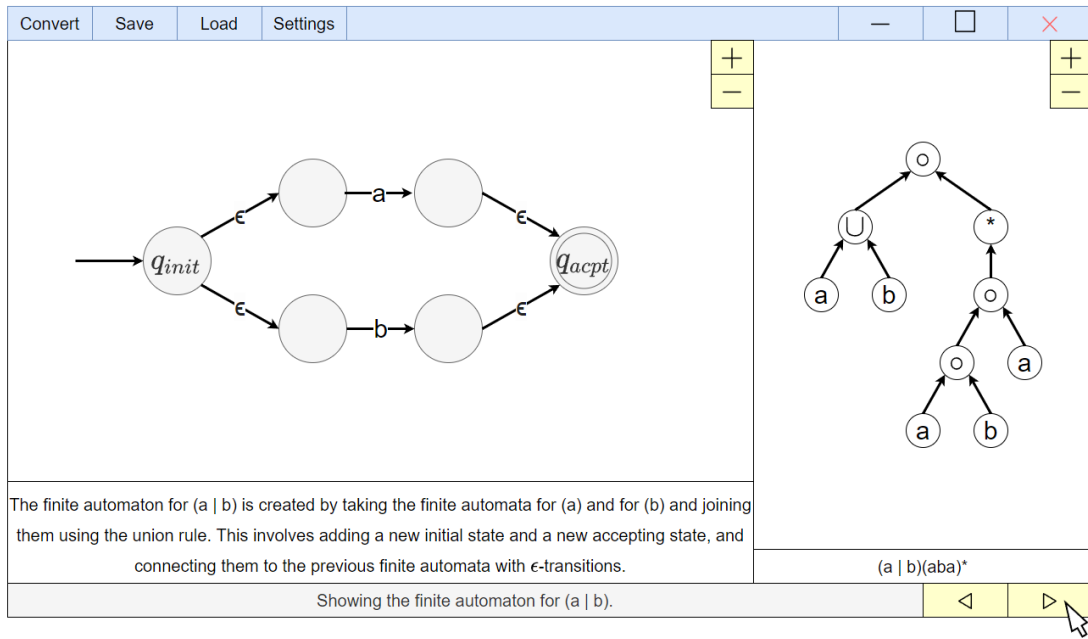 Convert Save Load Settings
+ +
− −
ϵ a ϵ
q_init q_acpt
ϵ b ϵ
o
∪ *
a b o
o a
a b
The finite automaton for (a | b) is created by taking the finite automata for (a) and for (b) and joining
them using the union rule. This involves adding a new initial state and a new accepting state, and
connecting them to the previous finite automata with ϵ-transitions.
(a | b)(aba)*
Showing the finite automaton for (a | b).